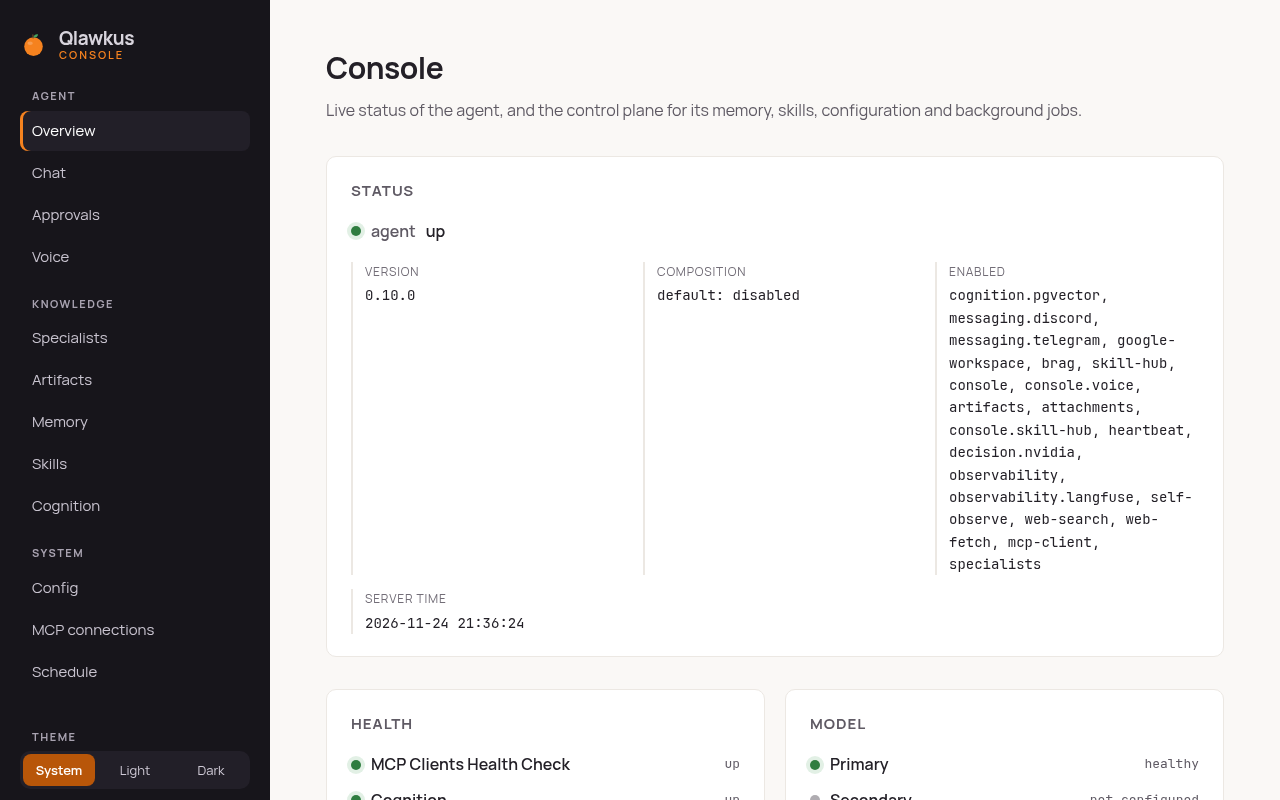 Qlawkus
CONSOLE
AGENT
Overview
Chat
Approvals
Voice
KNOWLEDGE
Specialists
Artifacts
Memory
Skills
Cognition
SYSTEM
Config
MCP connections
Schedule
THEME
System
Light
Dark
Console
Live status of the agent, and the control plane for its memory, skills, configuration and background jobs.
STATUS
agent up
VERSION
0.10.0
COMPOSITION
default: disabled
ENABLED
cognition.pgvector,
messaging.discord,
messaging.telegram, google-
workspace, brag, skill-hub,
console, console.voice,
artifacts, attachments,
console.skill-hub, heartbeat,
decision.nvidia,
observability,
observability.langfuse, self-
observe, web-search, web-
fetch, mcp-client,
specialists
SERVER TIME
2026-11-24 21:36:24
HEALTH
MCP Clients Health Check up
Cognition up
MODEL
Primary healthy
Secondary not configured